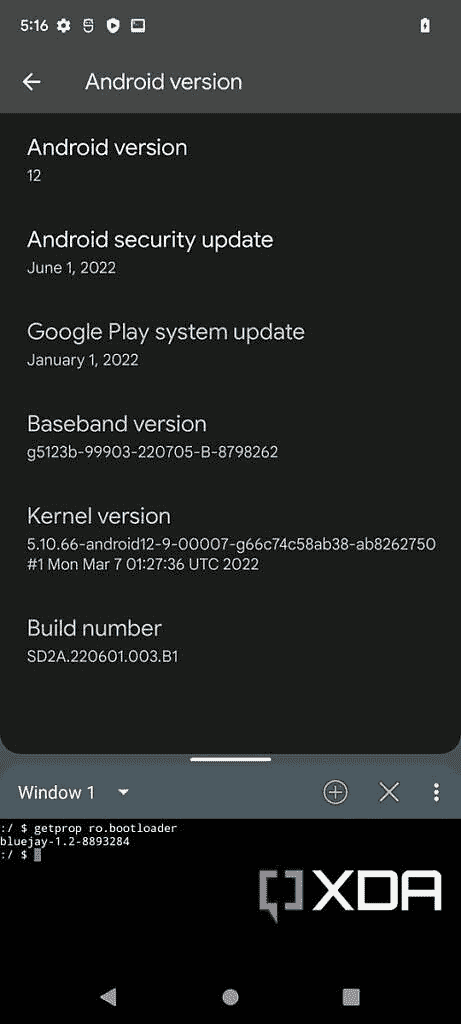 5:16
Android version
Android version
12
Android security update
June 1, 2022
Google Play system update
January 1, 2022
Baseband version
g5123b-99903-220705-B-8798262
Kernel version
5.10.66-android12-9-00007-g66c74c58ab38-ab8262750
#1 Mon Mar 7 01:27:36 UTC 2022
Build number
SD2A.220601.003.B1
Window 1
:/ $ getprop ro.bootloader
bluejay-1.2-8893284
:/ $
XDA